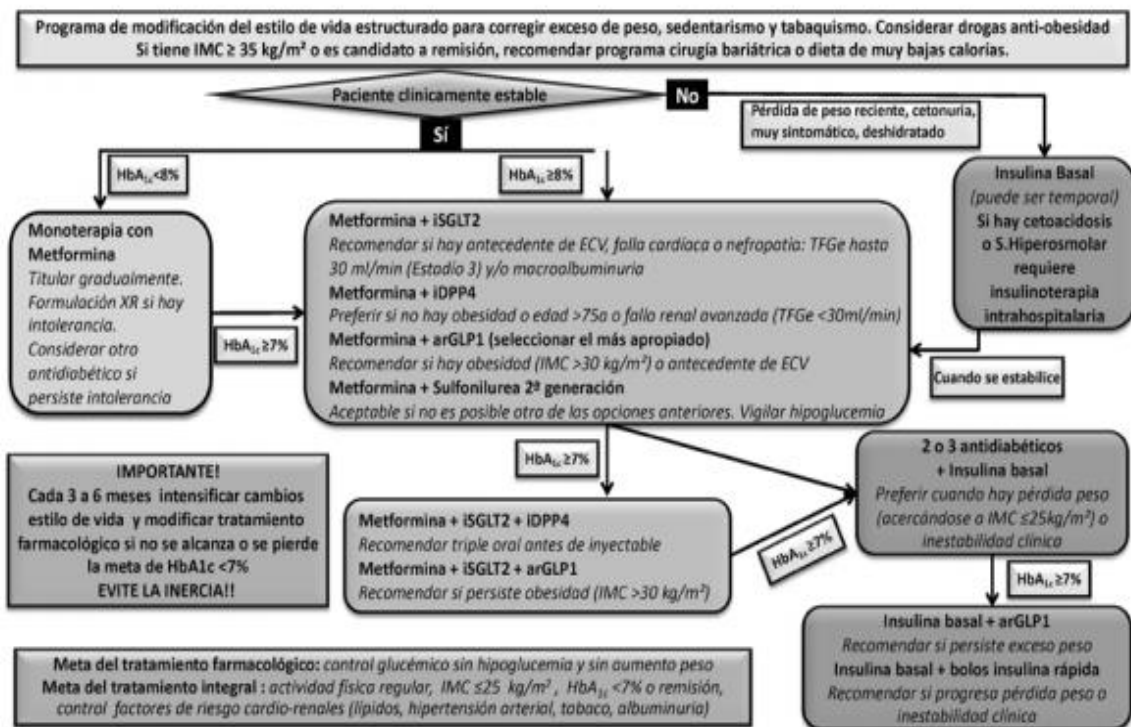 Programa de modificación del estilo de vida estructurado para corregir exceso de peso, sedentarismo y tabaquismo. Considerar drogas anti-obesidad
Si tiene IMC ≥ 35 kg/m² o es candidato a remisión, recomendar programa cirugía bariátrica o dieta de muy bajas calorías.
Paciente clínicamente estable
No
Sí
Pérdida de peso reciente, cetonuria,
muy sintomático, deshidratado
HbA1c<8%
HbA1c≥8%
Monoterapia con
Metformina
Titular gradualmente.
Formulación XR si hay
intolerancia.
Considerar otro
antidiabético si
persiste intolerancia
HbA1c≥7%
Metformina + iSGLT2
Recomendar si hay antecedente de ECV, falla cardíaca o nefropatía: TFGe hasta
30 ml/min (Estadío 3) y/o macroalbuminuria
Metformina + iDPP4
Preferir si no hay obesidad o edad >75a o falla renal avanzada (TFGe <30ml/min)
Metformina + arGLP1 (seleccionar el más apropiado)
Recomendar si hay obesidad (IMC >30 kg/m²) o antecedente de ECV
Metformina + Sulfonilurea 2ª generación
Aceptable si no es posible otra de las opciones anteriores. Vigilar hipoglucemia
Insulina Basal
(puede ser temporal)
Si hay cetoacidosis
o S.Hiperosmolar
requiere
insulinoterapia
intrahospitalaria
Cuando se estabilice
HbA1c≥7%
IMPORTANTE!
Cada 3 a 6 meses intensificar cambios
estilo de vida y modificar tratamiento
farmacológico si no se alcanza o se pierde
la meta de HbA1c <7%
EVITE LA INERCIA!!
Metformina + iSGLT2 + iDPP4
Recomendar triple oral antes de inyectable
Metformina + iSGLT2 + arGLP1
Recomendar si persiste obesidad (IMC >30 kg/m²)
HbA1c≥7%
2 o 3 antidiabéticos
+ Insulina basal
Preferir cuando hay pérdida peso
(acercándose a IMC ≤25kg/m²) o
inestabilidad clínica
HbA1c≥7%
Insulina basal + arGLP1
Recomendar si persiste exceso peso
Insulina basal + bolos insulina rápida
Recomendar si progresa pérdida peso o
inestabilidad clínica
Meta del tratamiento farmacológico: control glucémico sin hipoglucemia y sin aumento peso
Meta del tratamiento integral : actividad física regular, IMC ≤25 kg/m² , HbA1c <7% o remisión,
control factores de riesgo cardio-renales (lípidos, hipertensión arterial, tabaco, albuminuria)